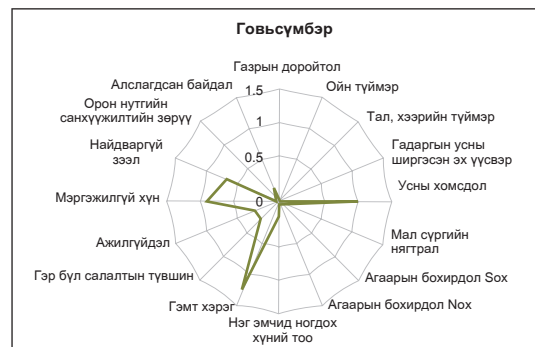 Говьсүмбэр
Газрын доройтол
Ойн түймэр
Тал, хээрийн түймэр
Гадаргын усны
ширгэсэн эх үүсвэр
Усны хомсдол
Мал сүргийн
нягтрал
Агаарын бохирдол Sox
Агаарын бохирдол Nox
Нэг эмчид ногдох
хүний тоо
Гэмт хэрэг
Гэр бүл салалтын түвшин
Ажилгүйдэл
Мэргэжилгүй хүн
Найдваргүй
зээл
Орон нутгийн
санхүүжилтийн зөрүү
Алслагдсан байдал
1.5
1
0.5
0